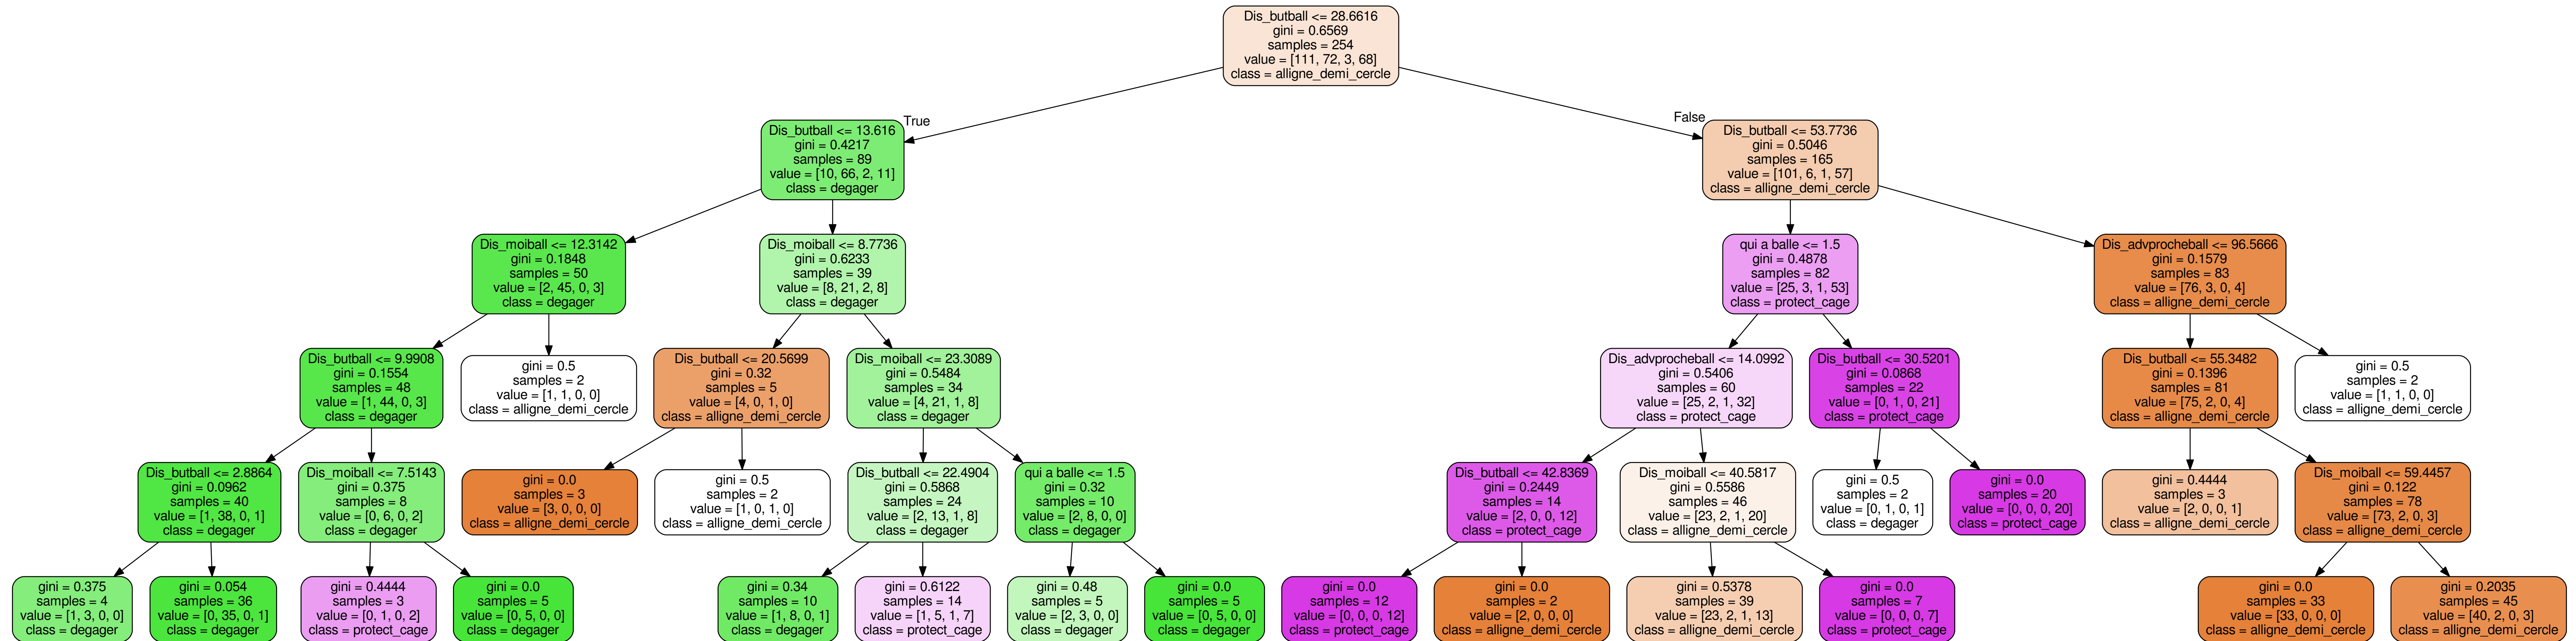 Dis_butball <= 28.6616
gini = 0.6569
samples = 254
value = [111, 72, 3, 68]
class = alligne_demi_cercle
True
False
Dis_butball <= 13.616
gini = 0.4217
samples = 89
value = [10, 66, 2, 11]
class = degager
Dis_butball <= 53.7736
gini = 0.5046
samples = 165
value = [101, 6, 1, 57]
class = alligne_demi_cercle
Dis_moiball <= 12.3142
gini = 0.1848
samples = 50
value = [2, 45, 0, 3]
class = degager
Dis_moiball <= 8.7736
gini = 0.6233
samples = 39
value = [8, 21, 2, 8]
class = degager
qui a balle <= 1.5
gini = 0.4878
samples = 82
value = [25, 3, 1, 53]
class = protect_cage
Dis_advprocheball <= 96.5666
gini = 0.1579
samples = 83
value = [76, 3, 0, 4]
class = alligne_demi_cercle
Dis_butball <= 9.9908
gini = 0.1554
samples = 48
value = [1, 44, 0, 3]
class = degager
gini = 0.5
samples = 2
value = [1, 1, 0, 0]
class = alligne_demi_cercle
Dis_butball <= 20.5699
gini = 0.32
samples = 5
value = [4, 0, 1, 0]
class = alligne_demi_cercle
Dis_moiball <= 23.3089
gini = 0.5484
samples = 34
value = [4, 21, 1, 8]
class = degager
Dis_advprocheball <= 14.0992
gini = 0.5406
samples = 60
value = [25, 2, 1, 32]
class = protect_cage
Dis_butball <= 30.5201
gini = 0.0868
samples = 22
value = [0, 1, 0, 21]
class = protect_cage
Dis_butball <= 55.3482
gini = 0.1396
samples = 81
value = [75, 2, 0, 4]
class = alligne_demi_cercle
gini = 0.5
samples = 2
value = [1, 1, 0, 0]
class = alligne_demi_cercle
Dis_butball <= 2.8864
gini = 0.0962
samples = 40
value = [1, 38, 0, 1]
class = degager
Dis_moiball <= 7.5143
gini = 0.375
samples = 8
value = [0, 6, 0, 2]
class = degager
gini = 0.0
samples = 3
value = [3, 0, 0, 0]
class = alligne_demi_cercle
gini = 0.5
samples = 2
value = [1, 0, 1, 0]
class = alligne_demi_cercle
Dis_butball <= 22.4904
gini = 0.5868
samples = 24
value = [2, 13, 1, 8]
class = degager
qui a balle <= 1.5
gini = 0.32
samples = 10
value = [2, 8, 0, 0]
class = degager
Dis_butball <= 42.8369
gini = 0.2449
samples = 14
value = [2, 0, 0, 12]
class = protect_cage
Dis_moiball <= 40.5817
gini = 0.5586
samples = 46
value = [23, 2, 1, 20]
class = alligne_demi_cercle
gini = 0.5
samples = 2
value = [0, 1, 0, 1]
class = degager
gini = 0.0
samples = 20
value = [0, 0, 0, 20]
class = protect_cage
gini = 0.4444
samples = 3
value = [2, 0, 0, 1]
class = alligne_demi_cercle
Dis_moiball <= 59.4457
gini = 0.122
samples = 78
value = [73, 2, 0, 3]
class = alligne_demi_cercle
gini = 0.375
samples = 4
value = [1, 3, 0, 0]
class = degager
gini = 0.054
samples = 36
value = [0, 35, 0, 1]
class = degager
gini = 0.4444
samples = 3
value = [0, 1, 0, 2]
class = protect_cage
gini = 0.0
samples = 5
value = [0, 5, 0, 0]
class = degager
gini = 0.34
samples = 10
value = [1, 8, 0, 1]
class = degager
gini = 0.6122
samples = 14
value = [1, 5, 1, 7]
class = protect_cage
gini = 0.48
samples = 5
value = [2, 3, 0, 0]
class = degager
gini = 0.0
samples = 5
value = [0, 5, 0, 0]
class = degager
gini = 0.0
samples = 12
value = [0, 0, 0, 12]
class = protect_cage
gini = 0.0
samples = 2
value = [2, 0, 0, 0]
class = alligne_demi_cercle
gini = 0.5378
samples = 39
value = [23, 2, 1, 13]
class = alligne_demi_cercle
gini = 0.0
samples = 7
value = [0, 0, 0, 7]
class = protect_cage
gini = 0.0
samples = 33
value = [33, 0, 0, 0]
class = alligne_demi_cercle
gini = 0.2035
samples = 45
value = [40, 2, 0, 3]
class = alligne_demi_cercle